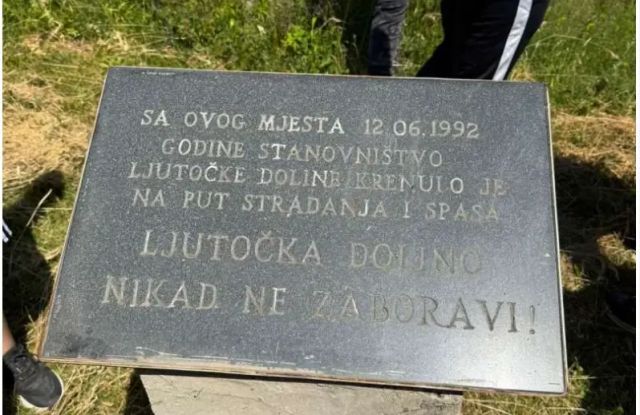 SA OVOG MJESTA 12 06.1992
GODINE STANOVNIŠTVO
LJUTOČKE DOLINE KRENULO JE
NA PUT STRADANJA I SPASA
LJUTOČKA DOLINO
NIKAD NE ZABORAVI!